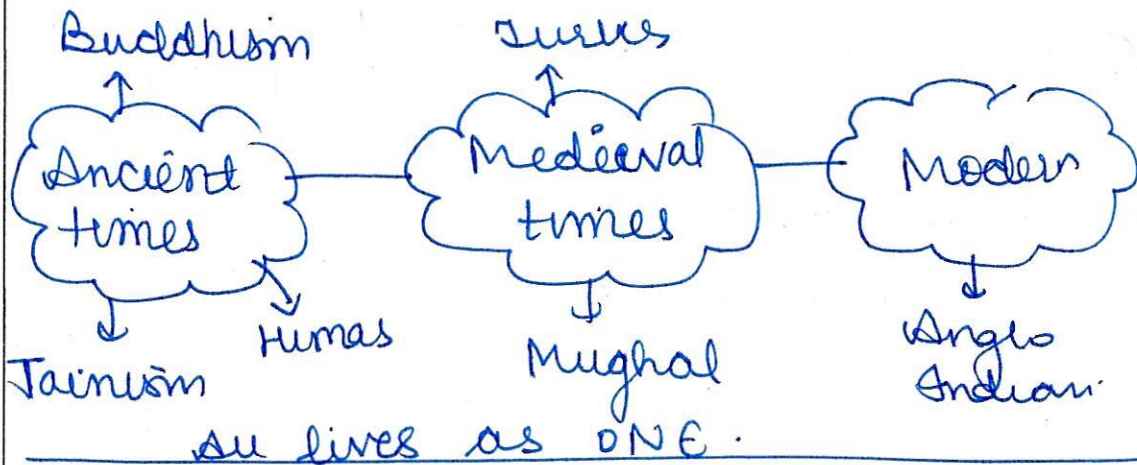 Buddhism
Turks
Ancient
times
Medieval
times
Modern
Jainism
Hunas
Mughal
Anglo
Indian.
All lives as ONE.